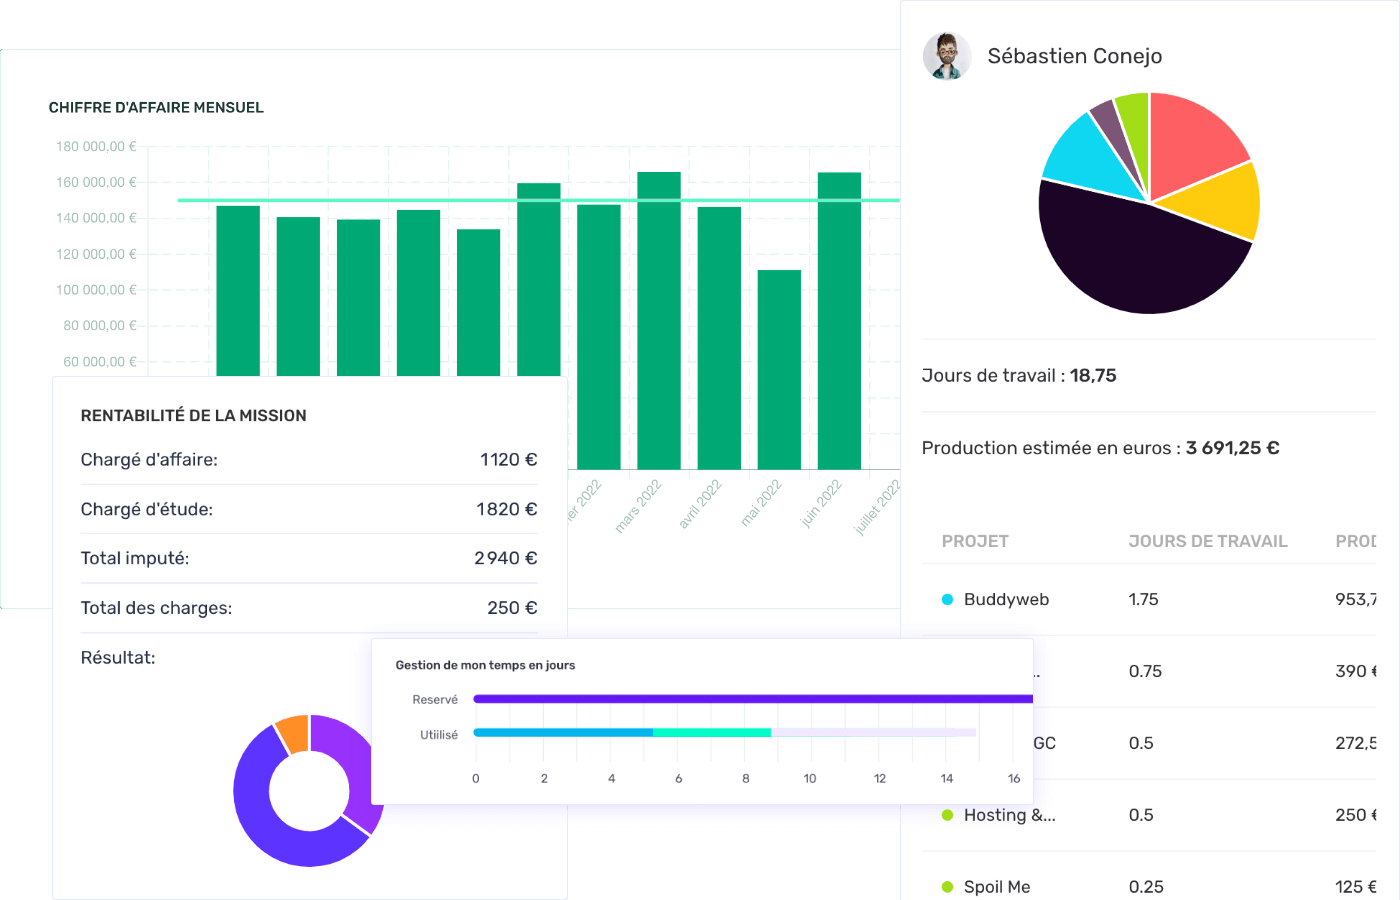 Sébastien Conejo
CHIFFRE D'AFFAIRE MENSUEL
180 000,00 €
160 000,00 €
140 000,00 €
120 000,00 €
100 000,00 €
80 000,00 €
60 000,00 €
mars 2022
avril 2022
mai 2022
juin 2022
juillet 2022
Jours de travail : 18,75
Production estimée en euros : 3 691,25 €
RENTABILITÉ DE LA MISSION
Chargé d'affaire: 1120 €
Chargé d'étude: 1820 €
Total imputé: 2940 €
Total des charges: 250 €
Résultat:
Gestion de mon temps en jours
Reservé
Utiilisé
0 2 4 6 8 10 12 14 16
PROJET JOURS DE TRAVAIL
Buddyweb 1.75 953,7
0.75 390 €
GC 0.5 272,5
Hosting &... 0.5 250 €
Spoil Me 0.25 125 €